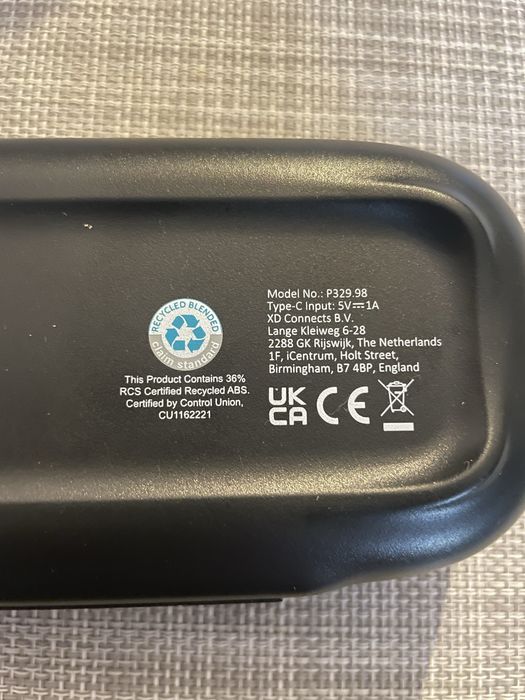 RECYCLED BLENDED
claim standard
This Product Contains 36%
RCS Certified Recycled ABS.
Certified by Control Union,
CU1162221
Model No.: P329.98
Type-C Input: 5V⎓1A
XD Connects B.V.
Lange Kleiweg 6-28
2288 GK Rijswijk, The Netherlands
1F, iCentrum, Holt Street,
Birmingham, B7 4BP, England
UK
CA
CE